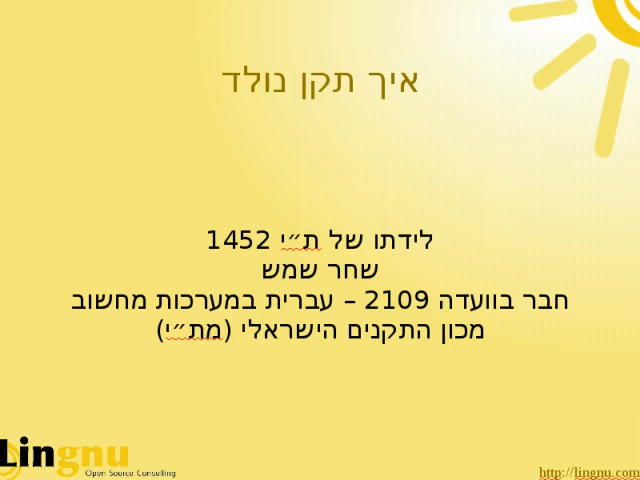 איך תקן נולד
לידתו של ת״י 1452
שחר שמש
חבר בוועדה 2109 – עברית במערכות מחשוב
מכון התקנים הישראלי (מת״י)
Lingnu
Open Source Consulting
http://lingnu.com